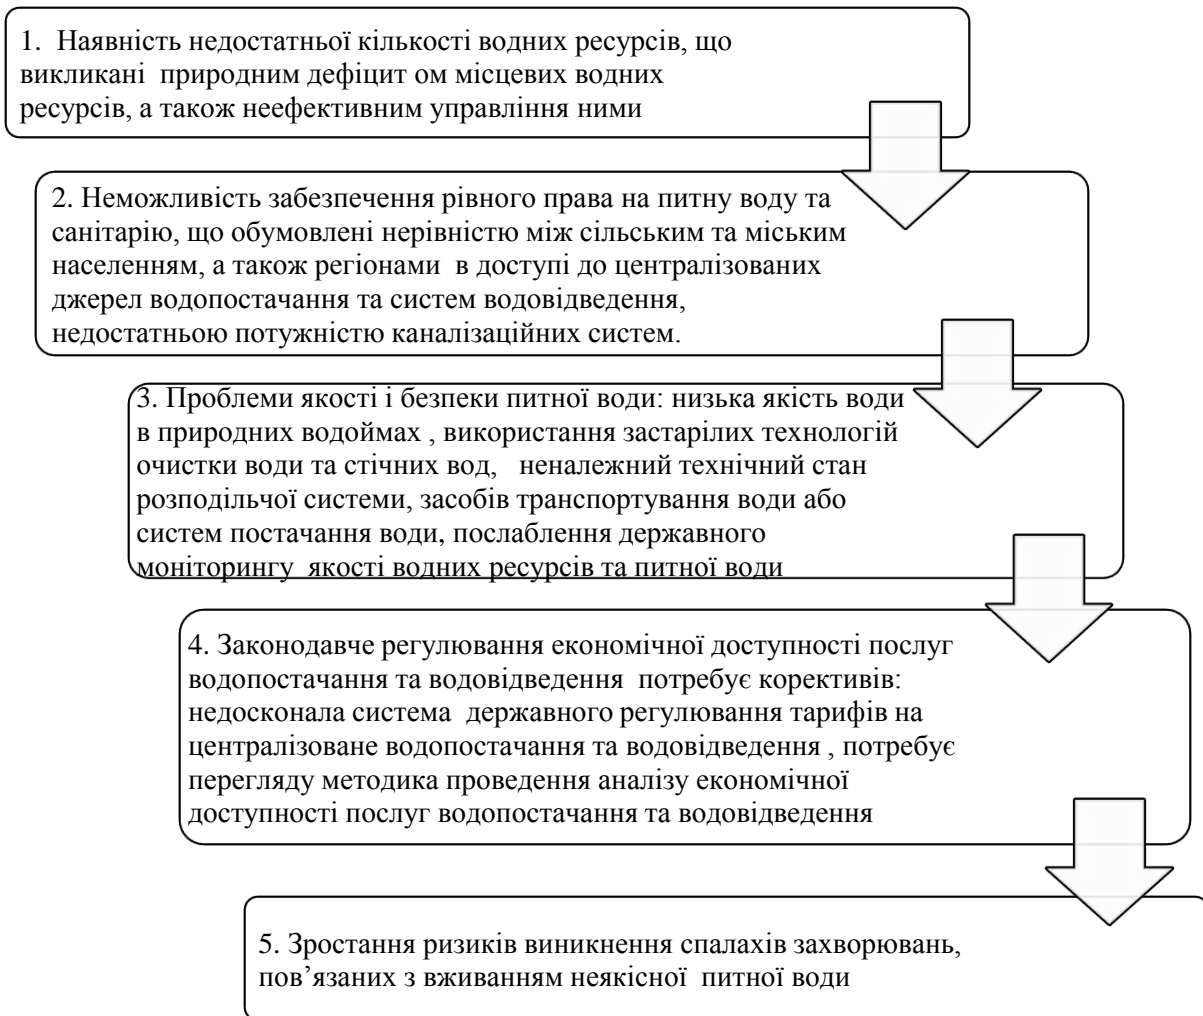 1. Наявність недостатньої кількості водних ресурсів, що
викликані природним дефіцит ом місцевих водних
ресурсів, а також неефективним управління ними
2. Неможливість забезпечення рівного права на питну воду та
санітарію, що обумовлені нерівністю між сільським та міським
населенням, а також регіонами в доступі до централізованих
джерел водопостачання та систем водовідведення,
недостатньою потужністю каналізаційних систем.
3. Проблеми якості і безпеки питної води: низька якість води
в природних водоймах , використання застарілих технологій
очистки води та стічних вод, неналежний технічний стан
розподільчої системи, засобів транспортування води або
систем постачання води, послаблення державного
моніторингу якості водних ресурсів та питної води
4. Законодавче регулювання економічної доступності послуг
водопостачання та водовідведення потребує корективів:
недосконала система державного регулювання тарифів на
централізоване водопостачання та водовідведення , потребує
перегляду методика проведення аналізу економічної
доступності послуг водопостачання та водовідведення
5. Зростання ризиків виникнення спалахів захворювань,
пов’язаних з вживанням неякісної питної води